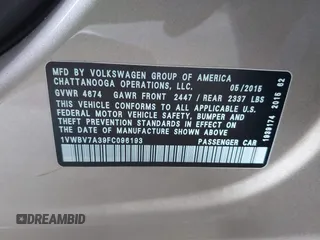 MFD. BY VOLKSWAGEN GROUP OF AMERICA
CHATTANOOGA OPERATIONS, LLC. 05/2015
GVWR 4674 GAWR FRONT 2447 / REAR 2337 LBS
THIS VEHICLE CONFORMS TO ALL APPLICABLE U.S.
FEDERAL MOTOR VEHICLE SAFETY, BUMPER AND
THEFT PREVENTION STANDARDS IN EFFECT ON THE
DATE OF MANUFACTURE SHOWN ABOVE.
1VWBV7A39FC096193 PASSENGER CAR
DREAMBID